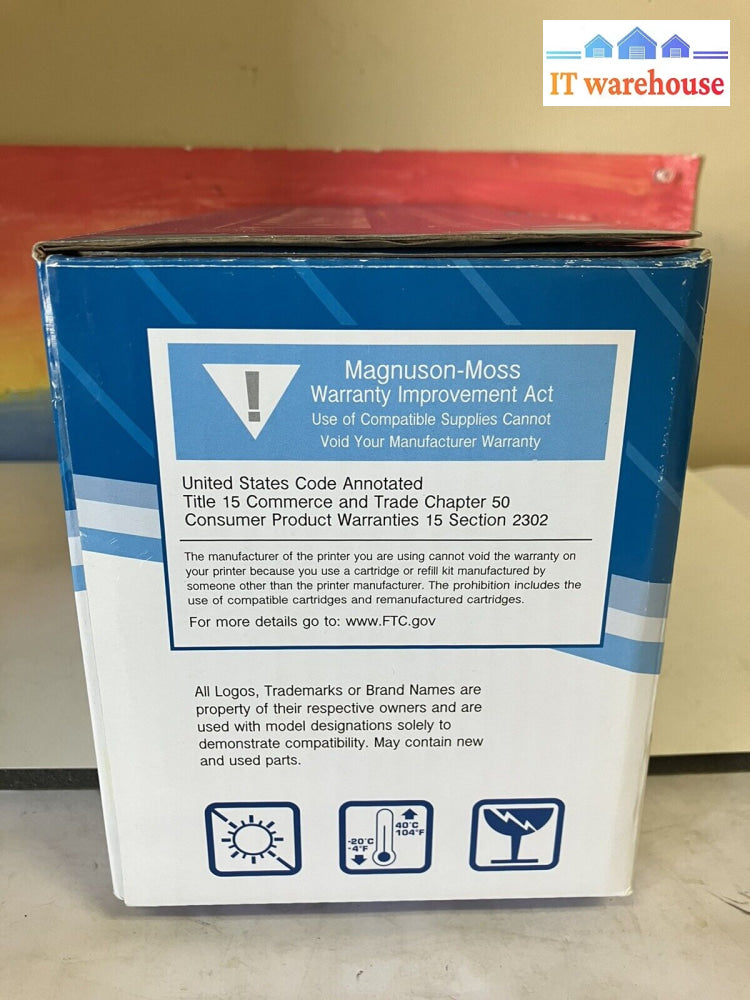 IT warehouse
Magnuson-Moss
Warranty Improvement Act
Use of Compatible Supplies Cannot
Void Your Manufacturer Warranty
United States Code Annotated
Title 15 Commerce and Trade Chapter 50
Consumer Product Warranties 15 Section 2302
The manufacturer of the printer you are using cannot void the warranty on
your printer because you use a cartridge or refill kit manufactured by
someone other than the printer manufacturer. The prohibition includes the
use of compatible cartridges and remanufactured cartridges.
For more details go to: www.FTC.gov
All Logos, Trademarks or Brand Names are
property of their respective owners and are
used with model designations solely to
demonstrate compatibility. May contain new
and used parts.
40°C
104°F
-20°C
-4°F